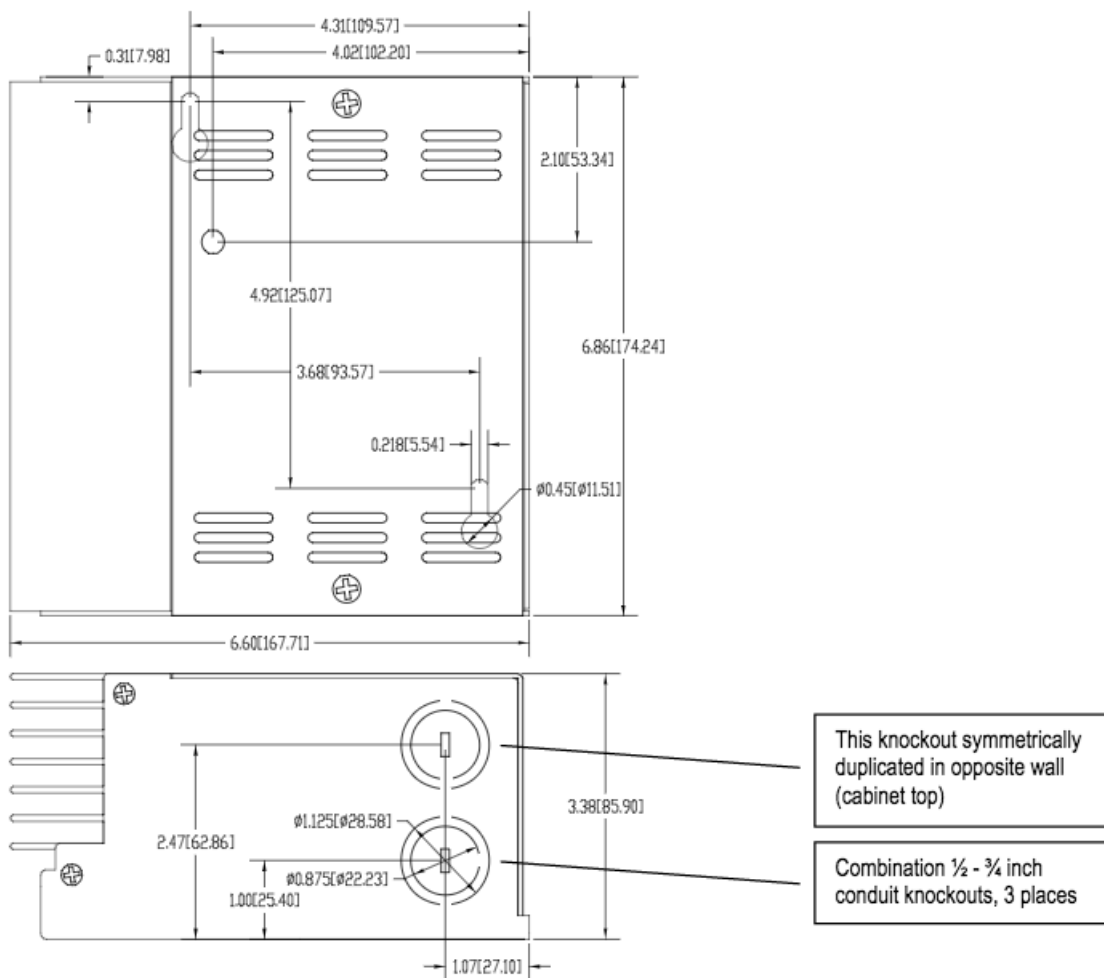 4.31[109.57]
4.02[102.20]
0.31[7.98]
2.10[53.34]
4.92[125.07]
6.86[174.24]
3.68[93.57]
0.218[5.54]
ø0.45[ø11.51]
6.60[167.71]
This knockout symmetrically
duplicated in opposite wall
(cabinet top)
3.38[85.90]
ø1.125[ø28.58]
2.47[62.86]
Combination ½ - ¾ inch
conduit knockouts, 3 places
ø0.875[ø22.23]
1.00[25.40]
1.07[27.10]